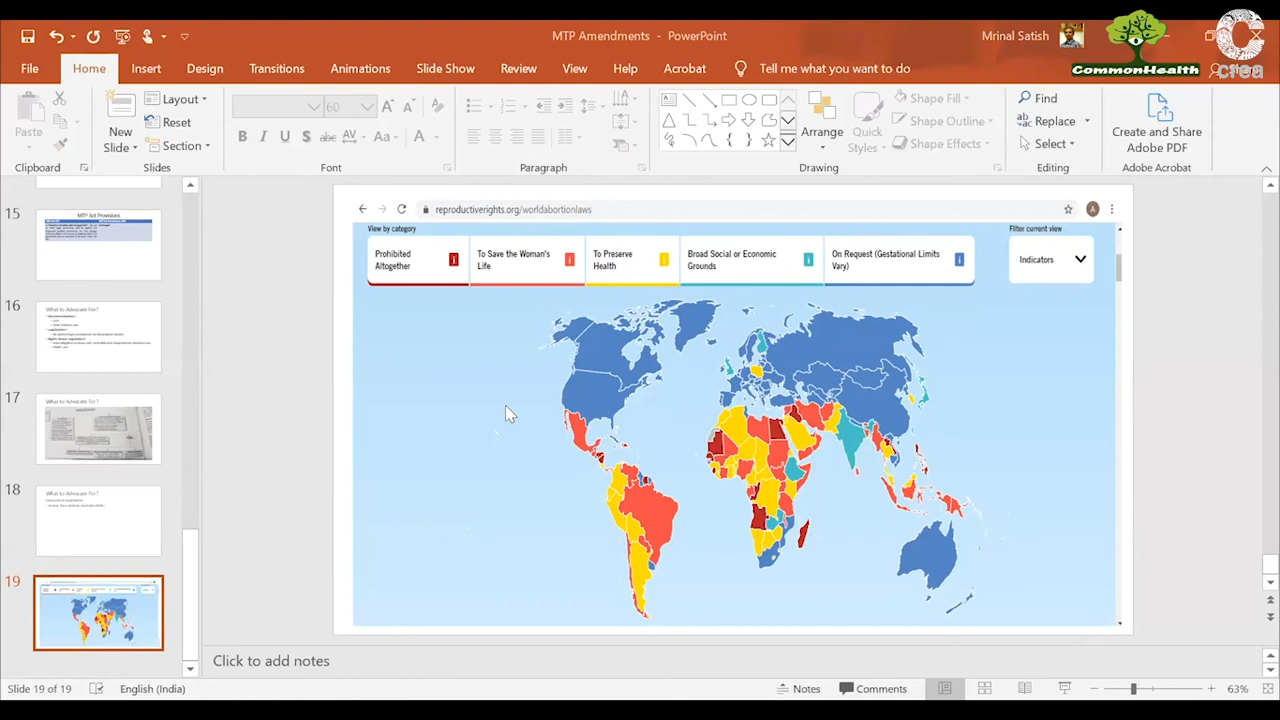 MTP Amendments - PowerPoint
Mrinal Satish
CommonHealth
crea
File Home Insert Design Transitions Animations Slide Show Review View Help Acrobat Tell me what you want to do
Paste
Clipboard
New Slide
Layout
Reset
Section
Slides
60
B I U S abc AV Aa A
Font
Paragraph
Arrange
Quick Styles
Shape Fill
Shape Outline
Shape Effects
Drawing
Find
Replace
Select
Editing
Create and Share Adobe PDF
Adobe Acrobat
15
MTP Act Provisions
16
What to Advocate For?
17
What to Advocate For?
18
What to Advocate For?
19
reproductiverights.org/worldabortionlaws
A
View by category
Filter current view
Prohibited Altogether
To Save the Woman's Life
To Preserve Health
Broad Social or Economic Grounds
On Request (Gestational Limits Vary)
Indicators
Click to add notes
Slide 19 of 19
English (India)
Notes
Comments
63%